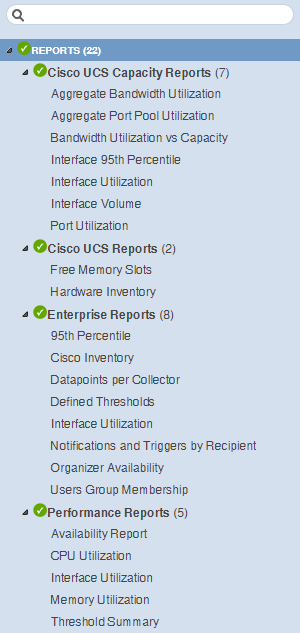 REPORTS (22)
Cisco UCS Capacity Reports (7)
Aggregate Bandwidth Utilization
Aggregate Port Pool Utilization
Bandwidth Utilization vs Capacity
Interface 95th Percentile
Interface Utilization
Interface Volume
Port Utilization
Cisco UCS Reports (2)
Free Memory Slots
Hardware Inventory
Enterprise Reports (8)
95th Percentile
Cisco Inventory
Datapoints per Collector
Defined Thresholds
Interface Utilization
Notifications and Triggers by Recipient
Organizer Availability
Users Group Membership
Performance Reports (5)
Availability Report
CPU Utilization
Interface Utilization
Memory Utilization
Threshold Summary